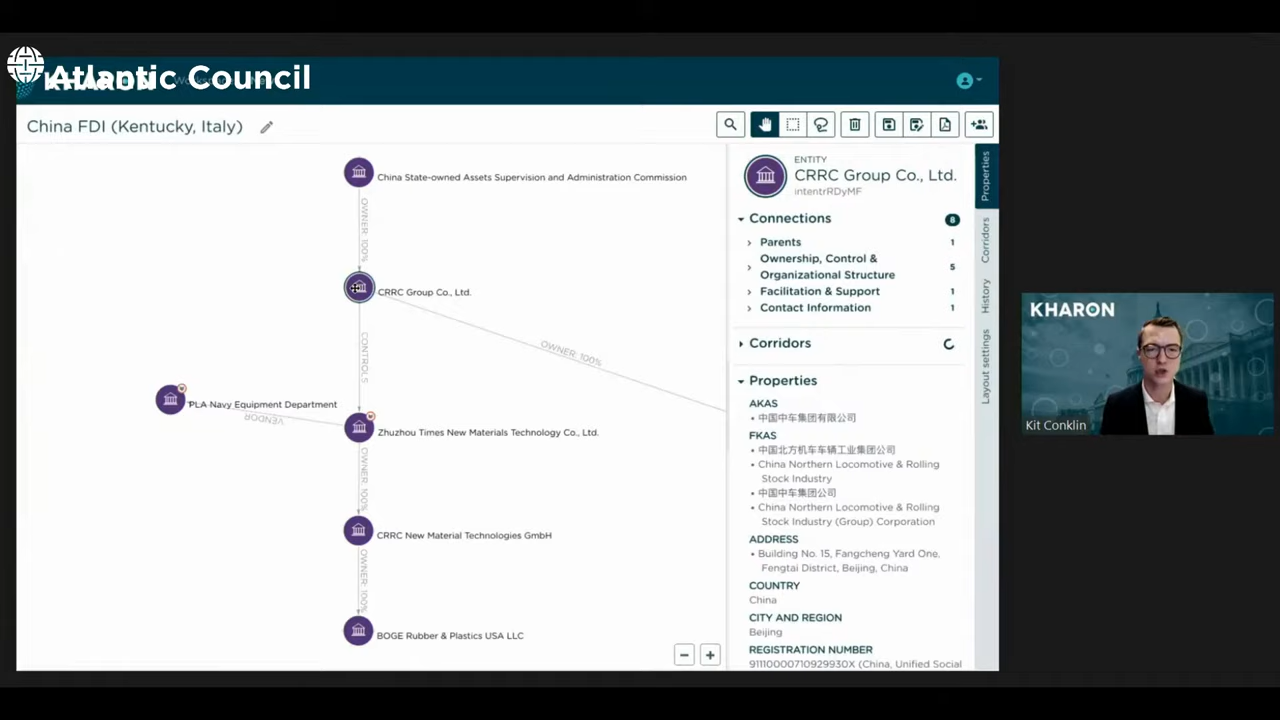 Atlantic Council
KHARON
China FDI (Kentucky, Italy)
China State-owned Assets Supervision and Administration Commission
OWNER: 100%
CRRC Group Co., Ltd.
OWNER: 100%
CONTROLS
PLA Navy Equipment Department
VENDOR
Zhuzhou Times New Materials Technology Co., Ltd.
OWNER: 100%
CRRC New Material Technologies GmbH
OWNER: 100%
BOGE Rubber & Plastics USA LLC
ENTITY
CRRC Group Co., Ltd.
intentrRDyMF
Connections 8
Parents 1
Ownership, Control &
Organizational Structure 5
Facilitation & Support 1
Contact Information 1
Corridors
Properties
AKAS
• 中国中车集团有限公司
FKAS
• 中国北方机车车辆工业集团公司
• China Northern Locomotive & Rolling
Stock Industry
• 中国中车集团公司
• China Northern Locomotive & Rolling
Stock Industry (Group) Corporation
ADDRESS
• Building No. 15, Fangcheng Yard One,
Fengtai District, Beijing, China
COUNTRY
China
CITY AND REGION
Beijing
REGISTRATION NUMBER
91110000710929930X (China, Unified Social
Properties
Corridors
History
Layout settings
KHARON
Kit Conklin